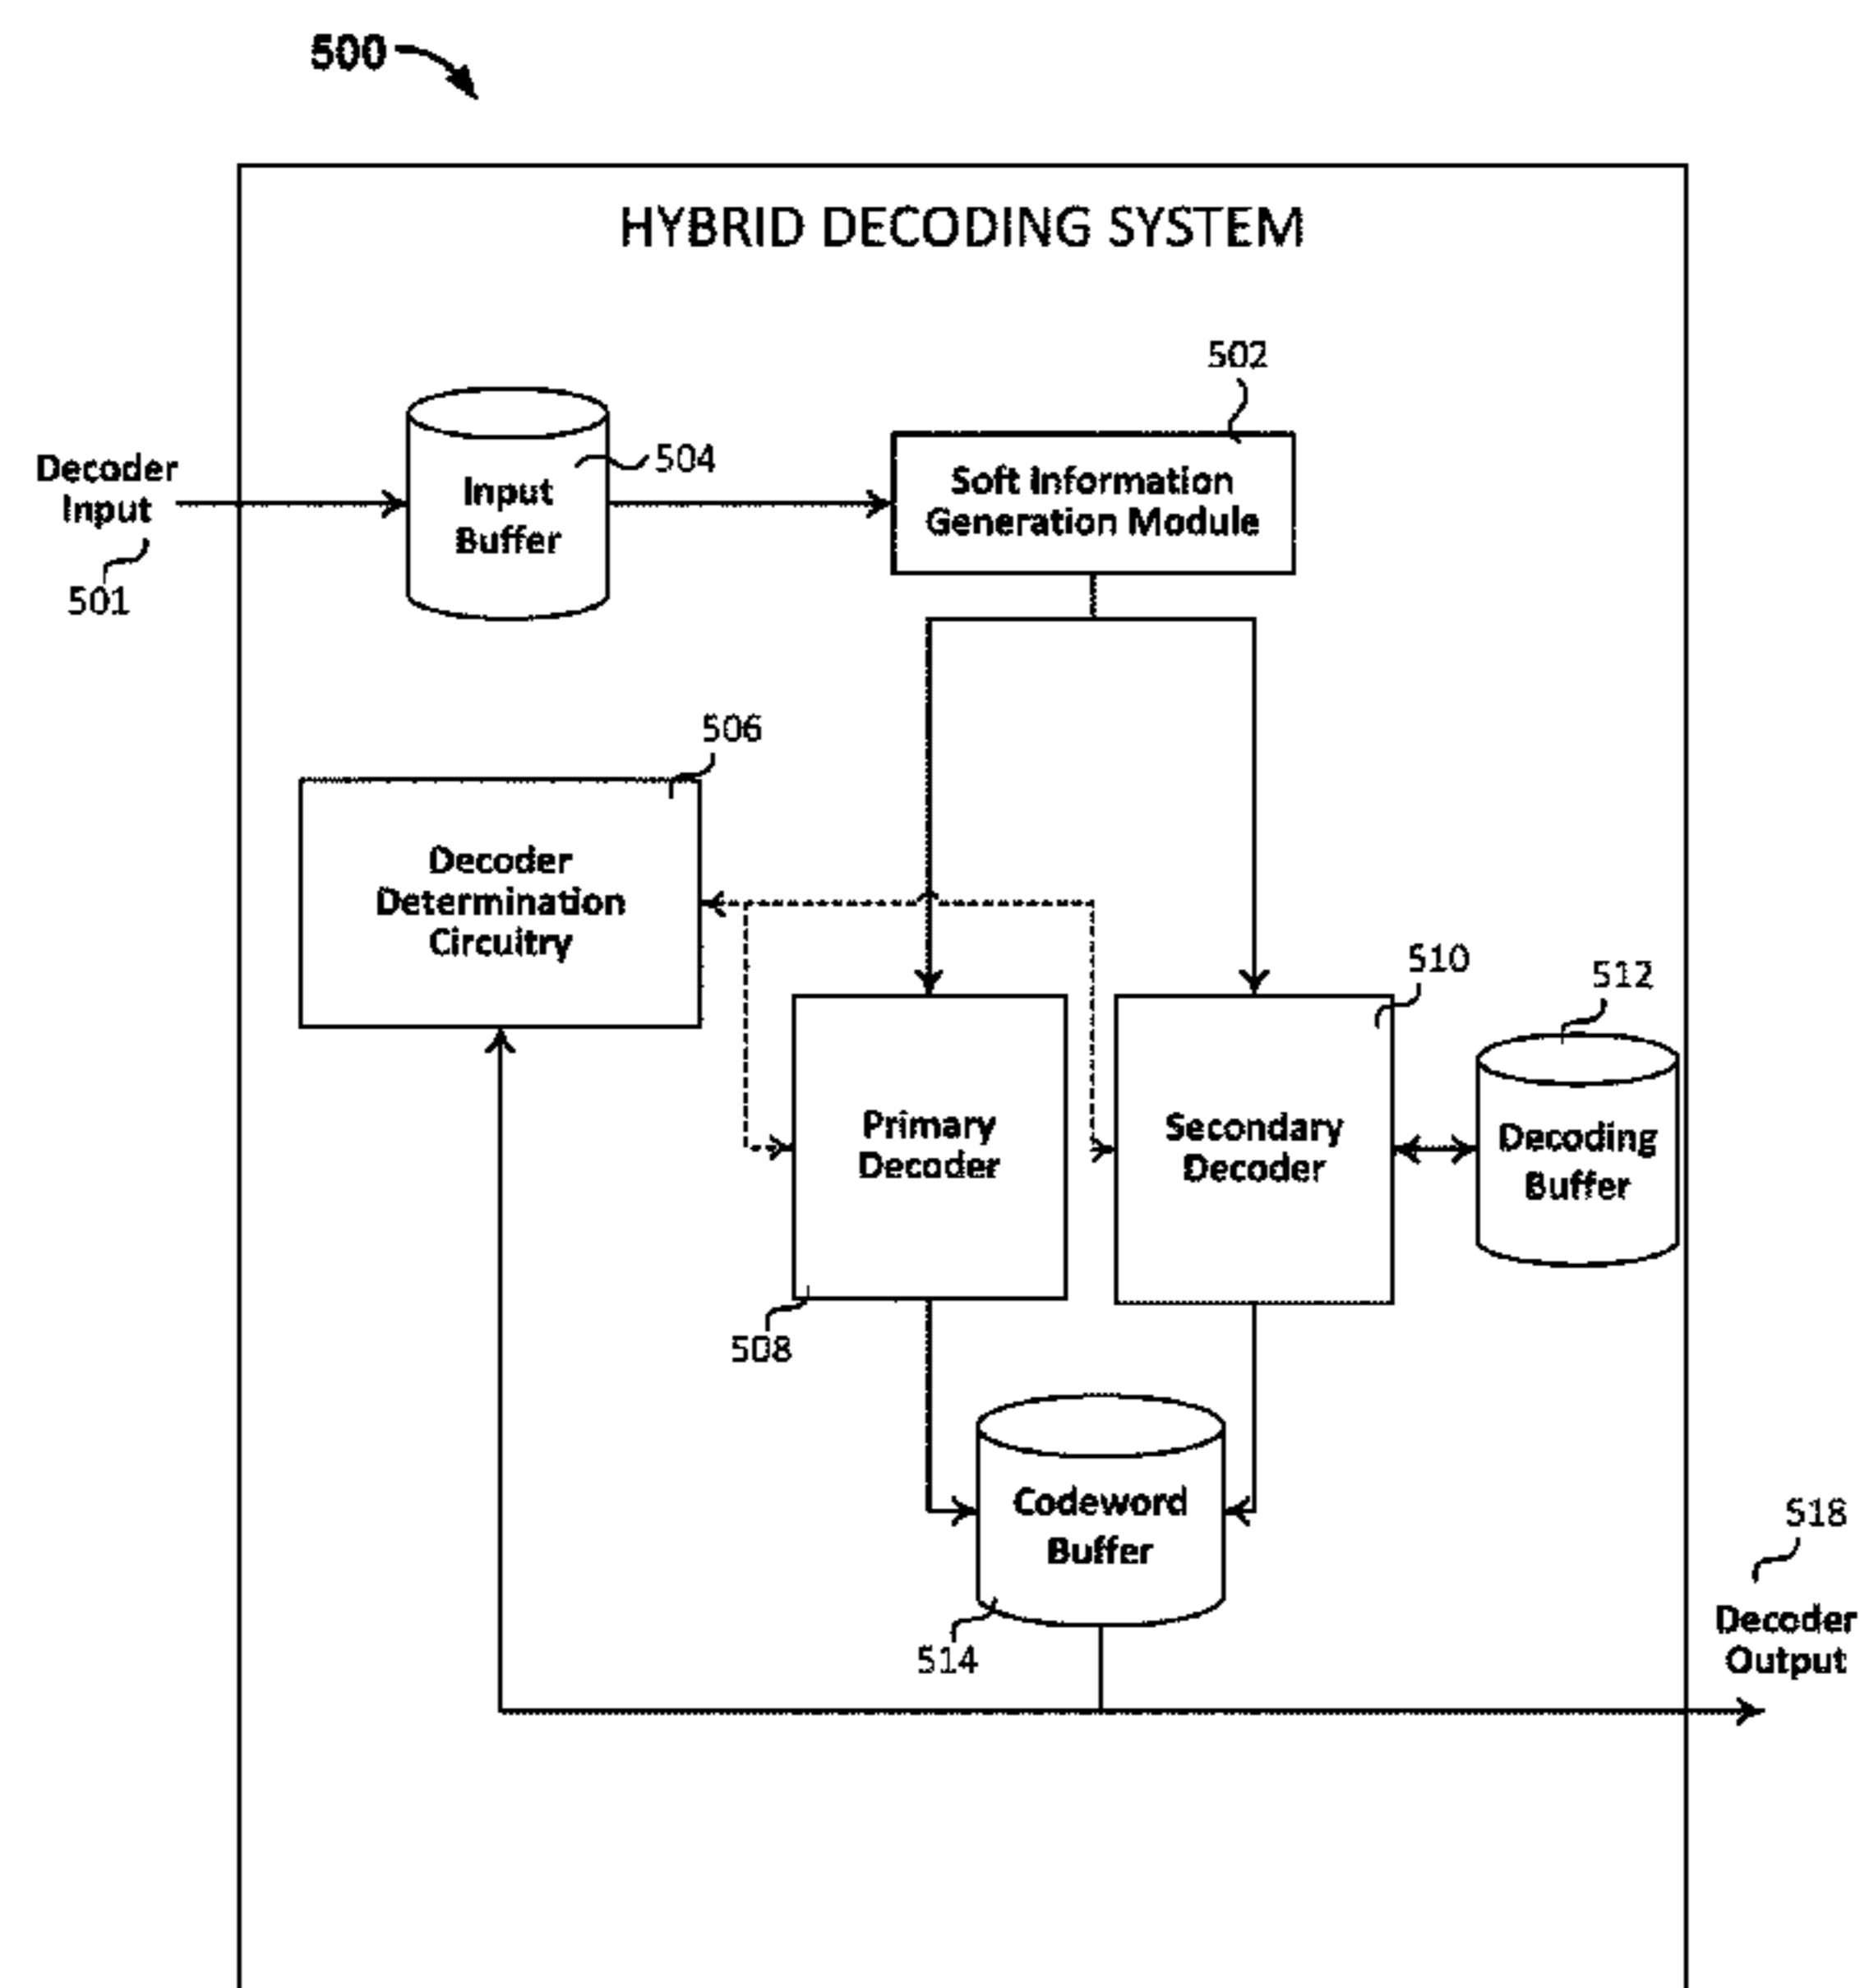 500
HYBRID DECODING SYSTEM
502
Decoder
Input
501
Input
Buffer
504
Soft Information
Generation Module
506
Decoder
Determination
Circuitry
510
512
Primary
Decoder
Secondary
Decoder
Decoding
Buffer
508
Codeword
Buffer
514
518
Decoder
Output